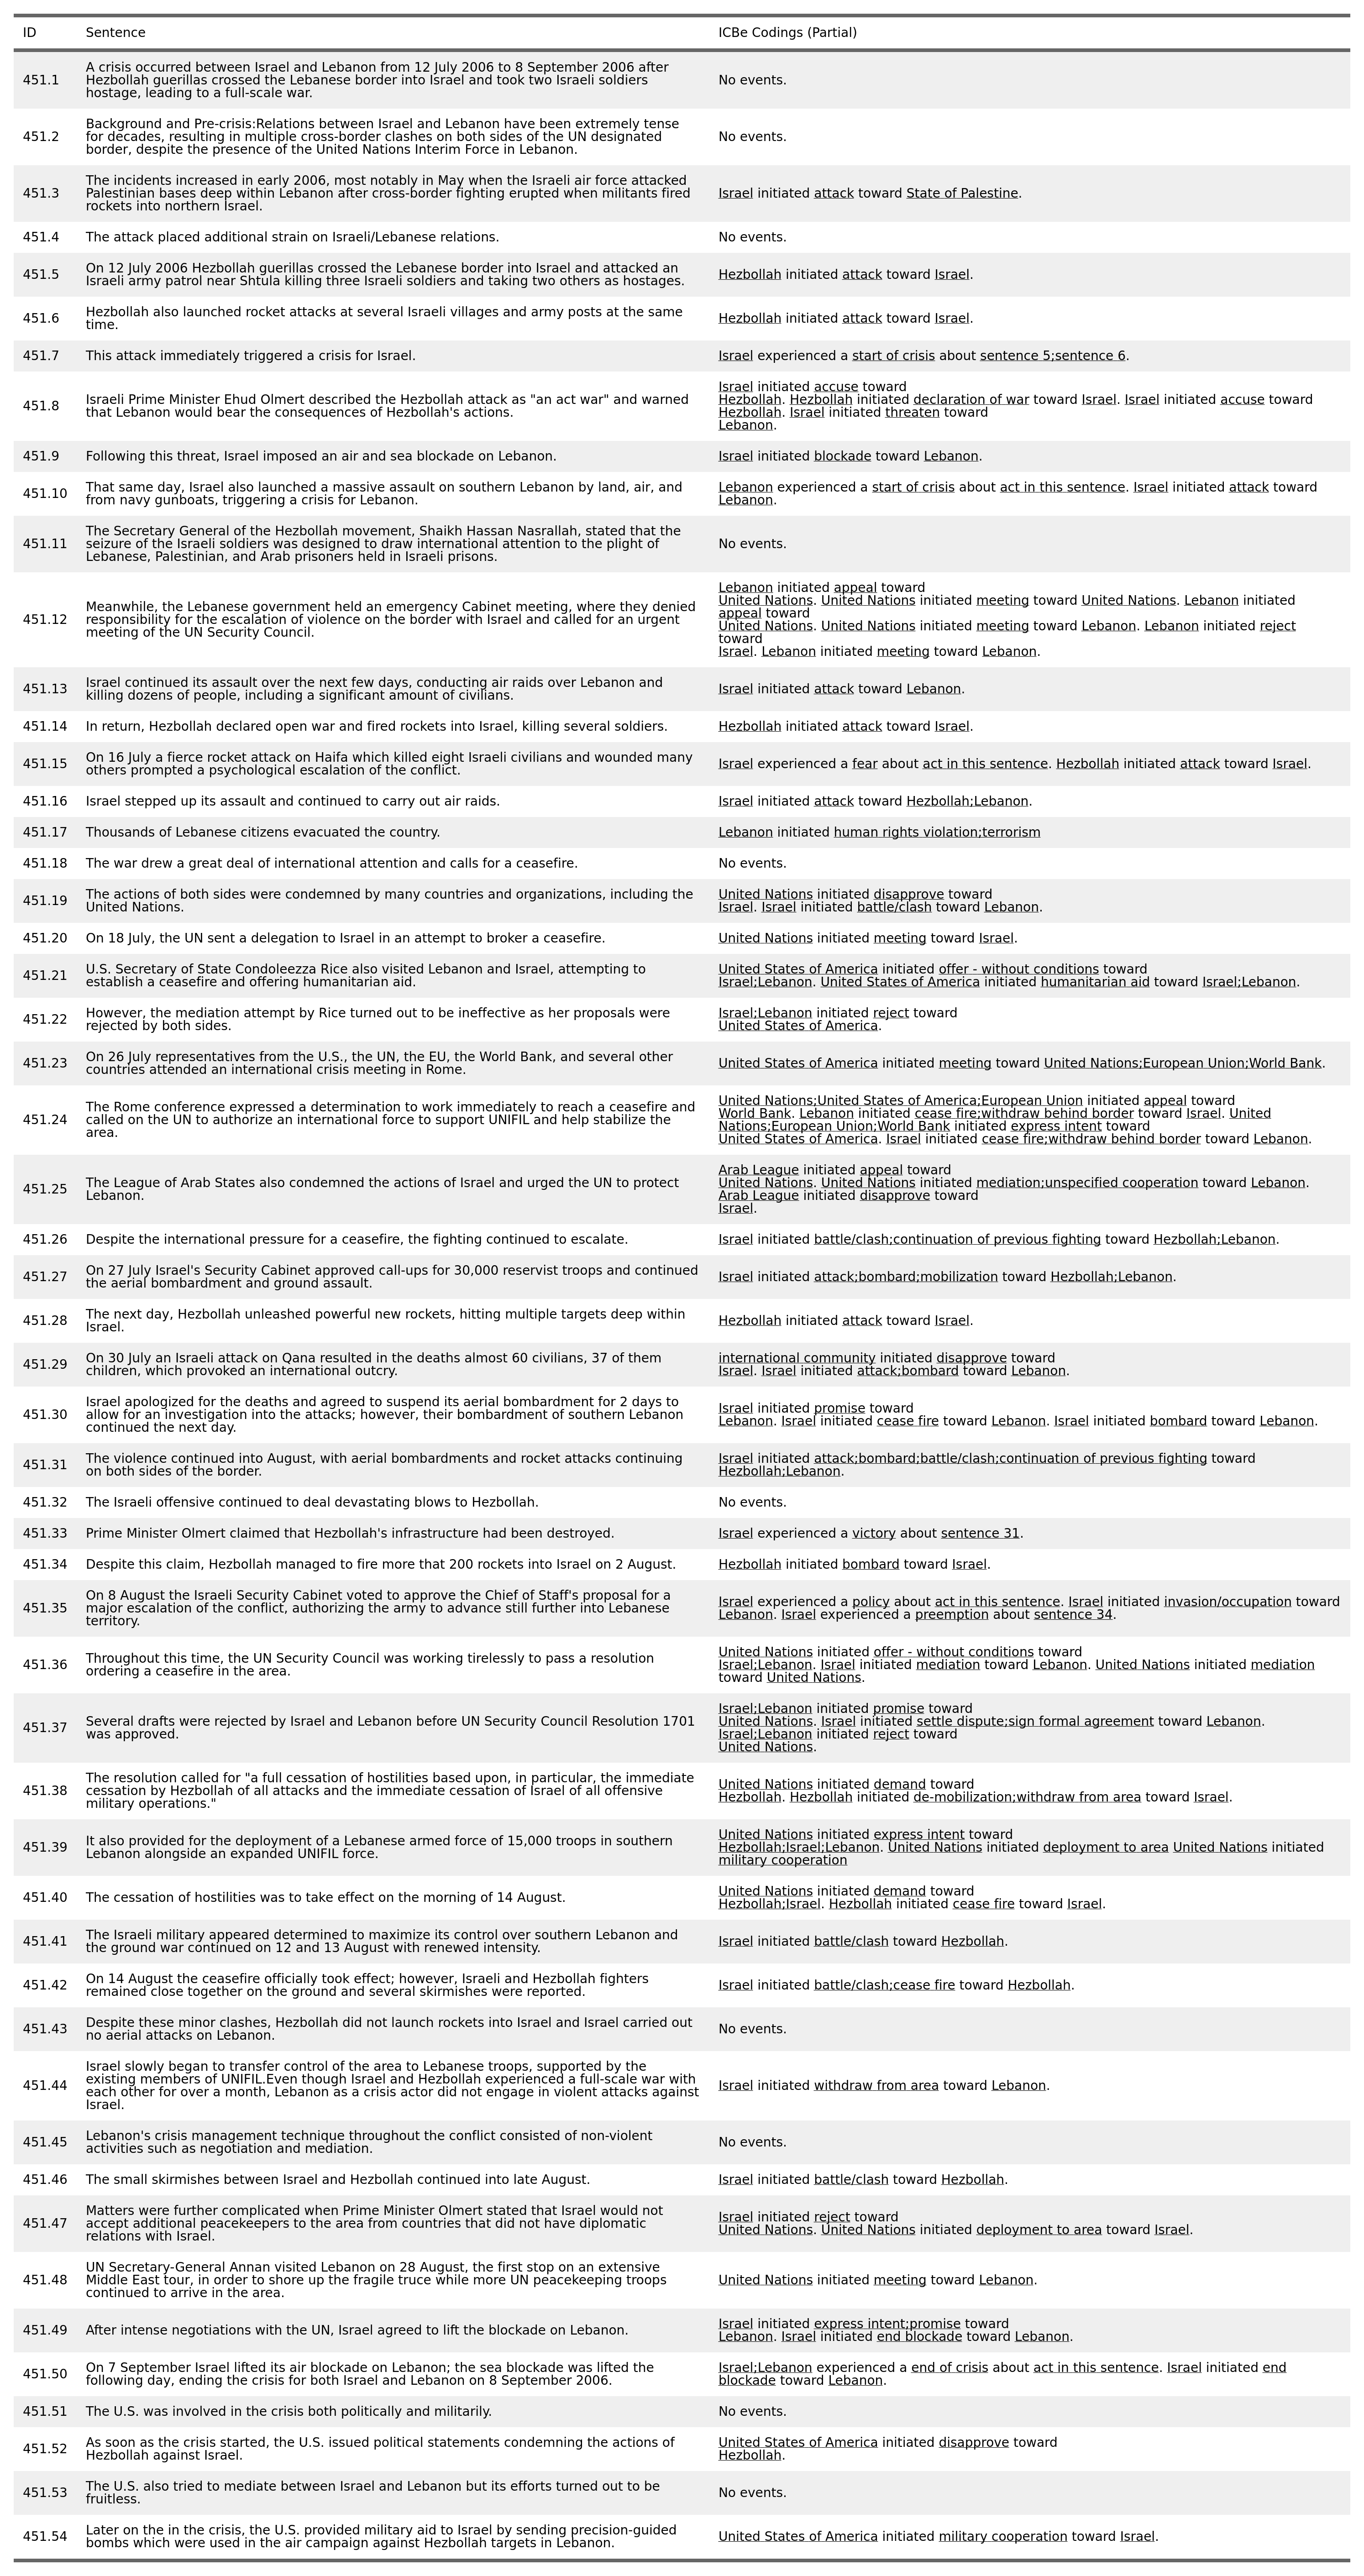 ID Sentence ICBe Codings (Partial)
451.1
A crisis occurred between Israel and Lebanon from 12 July 2006 to 8 September 2006 after
Hezbollah guerillas crossed the Lebanese border into Israel and took two Israeli soldiers
hostage, leading to a full-scale war.
No events.
451.2
Background and Pre-crisis:Relations between Israel and Lebanon have been extremely tense
for decades, resulting in multiple cross-border clashes on both sides of the UN designated
border, despite the presence of the United Nations Interim Force in Lebanon.
No events.
451.3
The incidents increased in early 2006, most notably in May when the Israeli air force attacked
Palestinian bases deep within Lebanon after cross-border fighting erupted when militants fired
rockets into northern Israel.
Israel initiated attack toward State of Palestine.
451.4
The attack placed additional strain on Israeli/Lebanese relations.
No events.
451.5
On 12 July 2006 Hezbollah guerillas crossed the Lebanese border into Israel and attacked an
Israeli army patrol near Shtula killing three Israeli soldiers and taking two others as hostages.
Hezbollah initiated attack toward Israel.
451.6
Hezbollah also launched rocket attacks at several Israeli villages and army posts at the same
time.
Hezbollah initiated attack toward Israel.
451.7
This attack immediately triggered a crisis for Israel.
Israel experienced a start of crisis about sentence 5;sentence 6.
451.8
Israeli Prime Minister Ehud Olmert described the Hezbollah attack as "an act war" and warned
that Lebanon would bear the consequences of Hezbollah's actions.
Israel initiated accuse toward
Hezbollah. Hezbollah initiated declaration of war toward Israel. Israel initiated accuse toward
Hezbollah. Israel initiated threaten toward
Lebanon.
451.9
Following this threat, Israel imposed an air and sea blockade on Lebanon.
Israel initiated blockade toward Lebanon.
451.10
That same day, Israel also launched a massive assault on southern Lebanon by land, air, and
from navy gunboats, triggering a crisis for Lebanon.
Lebanon experienced a start of crisis about act in this sentence. Israel initiated attack toward
Lebanon.
451.11
The Secretary General of the Hezbollah movement, Shaikh Hassan Nasrallah, stated that the
seizure of the Israeli soldiers was designed to draw international attention to the plight of
Lebanese, Palestinian, and Arab prisoners held in Israeli prisons.
No events.
451.12
Meanwhile, the Lebanese government held an emergency Cabinet meeting, where they denied
responsibility for the escalation of violence on the border with Israel and called for an urgent
meeting of the UN Security Council.
Lebanon initiated appeal toward
United Nations. United Nations initiated meeting toward United Nations. Lebanon initiated
appeal toward
United Nations. United Nations initiated meeting toward Lebanon. Lebanon initiated reject
toward
Israel. Lebanon initiated meeting toward Lebanon.
451.13
Israel continued its assault over the next few days, conducting air raids over Lebanon and
killing dozens of people, including a significant amount of civilians.
Israel initiated attack toward Lebanon.
451.14
In return, Hezbollah declared open war and fired rockets into Israel, killing several soldiers.
Hezbollah initiated attack toward Israel.
451.15
On 16 July a fierce rocket attack on Haifa which killed eight Israeli civilians and wounded many
others prompted a psychological escalation of the conflict.
Israel experienced a fear about act in this sentence. Hezbollah initiated attack toward Israel.
451.16
Israel stepped up its assault and continued to carry out air raids.
Israel initiated attack toward Hezbollah;Lebanon.
451.17
Thousands of Lebanese citizens evacuated the country.
Lebanon initiated human rights violation;terrorism
451.18
The war drew a great deal of international attention and calls for a ceasefire.
No events.
451.19
The actions of both sides were condemned by many countries and organizations, including the
United Nations.
United Nations initiated disapprove toward
Israel. Israel initiated battle/clash toward Lebanon.
451.20
On 18 July, the UN sent a delegation to Israel in an attempt to broker a ceasefire.
United Nations initiated meeting toward Israel.
451.21
U.S. Secretary of State Condoleezza Rice also visited Lebanon and Israel, attempting to
establish a ceasefire and offering humanitarian aid.
United States of America initiated offer - without conditions toward
Israel;Lebanon. United States of America initiated humanitarian aid toward Israel;Lebanon.
451.22
However, the mediation attempt by Rice turned out to be ineffective as her proposals were
rejected by both sides.
Israel;Lebanon initiated reject toward
United States of America.
451.23
On 26 July representatives from the U.S., the UN, the EU, the World Bank, and several other
countries attended an international crisis meeting in Rome.
United States of America initiated meeting toward United Nations;European Union;World Bank.
451.24
The Rome conference expressed a determination to work immediately to reach a ceasefire and
called on the UN to authorize an international force to support UNIFIL and help stabilize the
area.
United Nations;United States of America;European Union initiated appeal toward
World Bank. Lebanon initiated cease fire;withdraw behind border toward Israel. United
Nations;European Union;World Bank initiated express intent toward
United States of America. Israel initiated cease fire;withdraw behind border toward Lebanon.
451.25
The League of Arab States also condemned the actions of Israel and urged the UN to protect
Lebanon.
Arab League initiated appeal toward
United Nations. United Nations initiated mediation;unspecified cooperation toward Lebanon.
Arab League initiated disapprove toward
Israel.
451.26
Despite the international pressure for a ceasefire, the fighting continued to escalate.
Israel initiated battle/clash;continuation of previous fighting toward Hezbollah;Lebanon.
451.27
On 27 July Israel's Security Cabinet approved call-ups for 30,000 reservist troops and continued
the aerial bombardment and ground assault.
Israel initiated attack;bombard;mobilization toward Hezbollah;Lebanon.
451.28
The next day, Hezbollah unleashed powerful new rockets, hitting multiple targets deep within
Israel.
Hezbollah initiated attack toward Israel.
451.29
On 30 July an Israeli attack on Qana resulted in the deaths almost 60 civilians, 37 of them
children, which provoked an international outcry.
international community initiated disapprove toward
Israel. Israel initiated attack;bombard toward Lebanon.
451.30
Israel apologized for the deaths and agreed to suspend its aerial bombardment for 2 days to
allow for an investigation into the attacks; however, their bombardment of southern Lebanon
continued the next day.
Israel initiated promise toward
Lebanon. Israel initiated cease fire toward Lebanon. Israel initiated bombard toward Lebanon.
451.31
The violence continued into August, with aerial bombardments and rocket attacks continuing
on both sides of the border.
Israel initiated attack;bombard;battle/clash;continuation of previous fighting toward
Hezbollah;Lebanon.
451.32
The Israeli offensive continued to deal devastating blows to Hezbollah.
No events.
451.33
Prime Minister Olmert claimed that Hezbollah's infrastructure had been destroyed.
Israel experienced a victory about sentence 31.
451.34
Despite this claim, Hezbollah managed to fire more that 200 rockets into Israel on 2 August.
Hezbollah initiated bombard toward Israel.
451.35
On 8 August the Israeli Security Cabinet voted to approve the Chief of Staff's proposal for a
major escalation of the conflict, authorizing the army to advance still further into Lebanese
territory.
Israel experienced a policy about act in this sentence. Israel initiated invasion/occupation toward
Lebanon. Israel experienced a preemption about sentence 34.
451.36
Throughout this time, the UN Security Council was working tirelessly to pass a resolution
ordering a ceasefire in the area.
United Nations initiated offer - without conditions toward
Israel;Lebanon. Israel initiated mediation toward Lebanon. United Nations initiated mediation
toward United Nations.
451.37
Several drafts were rejected by Israel and Lebanon before UN Security Council Resolution 1701
was approved.
Israel;Lebanon initiated promise toward
United Nations. Israel initiated settle dispute;sign formal agreement toward Lebanon.
Israel;Lebanon initiated reject toward
United Nations.
451.38
The resolution called for "a full cessation of hostilities based upon, in particular, the immediate
cessation by Hezbollah of all attacks and the immediate cessation of Israel of all offensive
military operations."
United Nations initiated demand toward
Hezbollah. Hezbollah initiated de-mobilization;withdraw from area toward Israel.
451.39
It also provided for the deployment of a Lebanese armed force of 15,000 troops in southern
Lebanon alongside an expanded UNIFIL force.
United Nations initiated express intent toward
Hezbollah;Israel;Lebanon. United Nations initiated deployment to area United Nations initiated
military cooperation
451.40
The cessation of hostilities was to take effect on the morning of 14 August.
United Nations initiated demand toward
Hezbollah;Israel. Hezbollah initiated cease fire toward Israel.
451.41
The Israeli military appeared determined to maximize its control over southern Lebanon and
the ground war continued on 12 and 13 August with renewed intensity.
Israel initiated battle/clash toward Hezbollah.
451.42
On 14 August the ceasefire officially took effect; however, Israeli and Hezbollah fighters
remained close together on the ground and several skirmishes were reported.
Israel initiated battle/clash;cease fire toward Hezbollah.
451.43
Despite these minor clashes, Hezbollah did not launch rockets into Israel and Israel carried out
no aerial attacks on Lebanon.
No events.
451.44
Israel slowly began to transfer control of the area to Lebanese troops, supported by the
existing members of UNIFIL.Even though Israel and Hezbollah experienced a full-scale war with
each other for over a month, Lebanon as a crisis actor did not engage in violent attacks against
Israel.
Israel initiated withdraw from area toward Lebanon.
451.45
Lebanon's crisis management technique throughout the conflict consisted of non-violent
activities such as negotiation and mediation.
No events.
451.46
The small skirmishes between Israel and Hezbollah continued into late August.
Israel initiated battle/clash toward Hezbollah.
451.47
Matters were further complicated when Prime Minister Olmert stated that Israel would not
accept additional peacekeepers to the area from countries that did not have diplomatic
relations with Israel.
Israel initiated reject toward
United Nations. United Nations initiated deployment to area toward Israel.
451.48
UN Secretary-General Annan visited Lebanon on 28 August, the first stop on an extensive
Middle East tour, in order to shore up the fragile truce while more UN peacekeeping troops
continued to arrive in the area.
United Nations initiated meeting toward Lebanon.
451.49
After intense negotiations with the UN, Israel agreed to lift the blockade on Lebanon.
Israel initiated express intent;promise toward
Lebanon. Israel initiated end blockade toward Lebanon.
451.50
On 7 September Israel lifted its air blockade on Lebanon; the sea blockade was lifted the
following day, ending the crisis for both Israel and Lebanon on 8 September 2006.
Israel;Lebanon experienced a end of crisis about act in this sentence. Israel initiated end
blockade toward Lebanon.
451.51
The U.S. was involved in the crisis both politically and militarily.
No events.
451.52
As soon as the crisis started, the U.S. issued political statements condemning the actions of
Hezbollah against Israel.
United States of America initiated disapprove toward
Hezbollah.
451.53
The U.S. also tried to mediate between Israel and Lebanon but its efforts turned out to be
fruitless.
No events.
451.54
Later on the in the crisis, the U.S. provided military aid to Israel by sending precision-guided
bombs which were used in the air campaign against Hezbollah targets in Lebanon.
United States of America initiated military cooperation toward Israel.